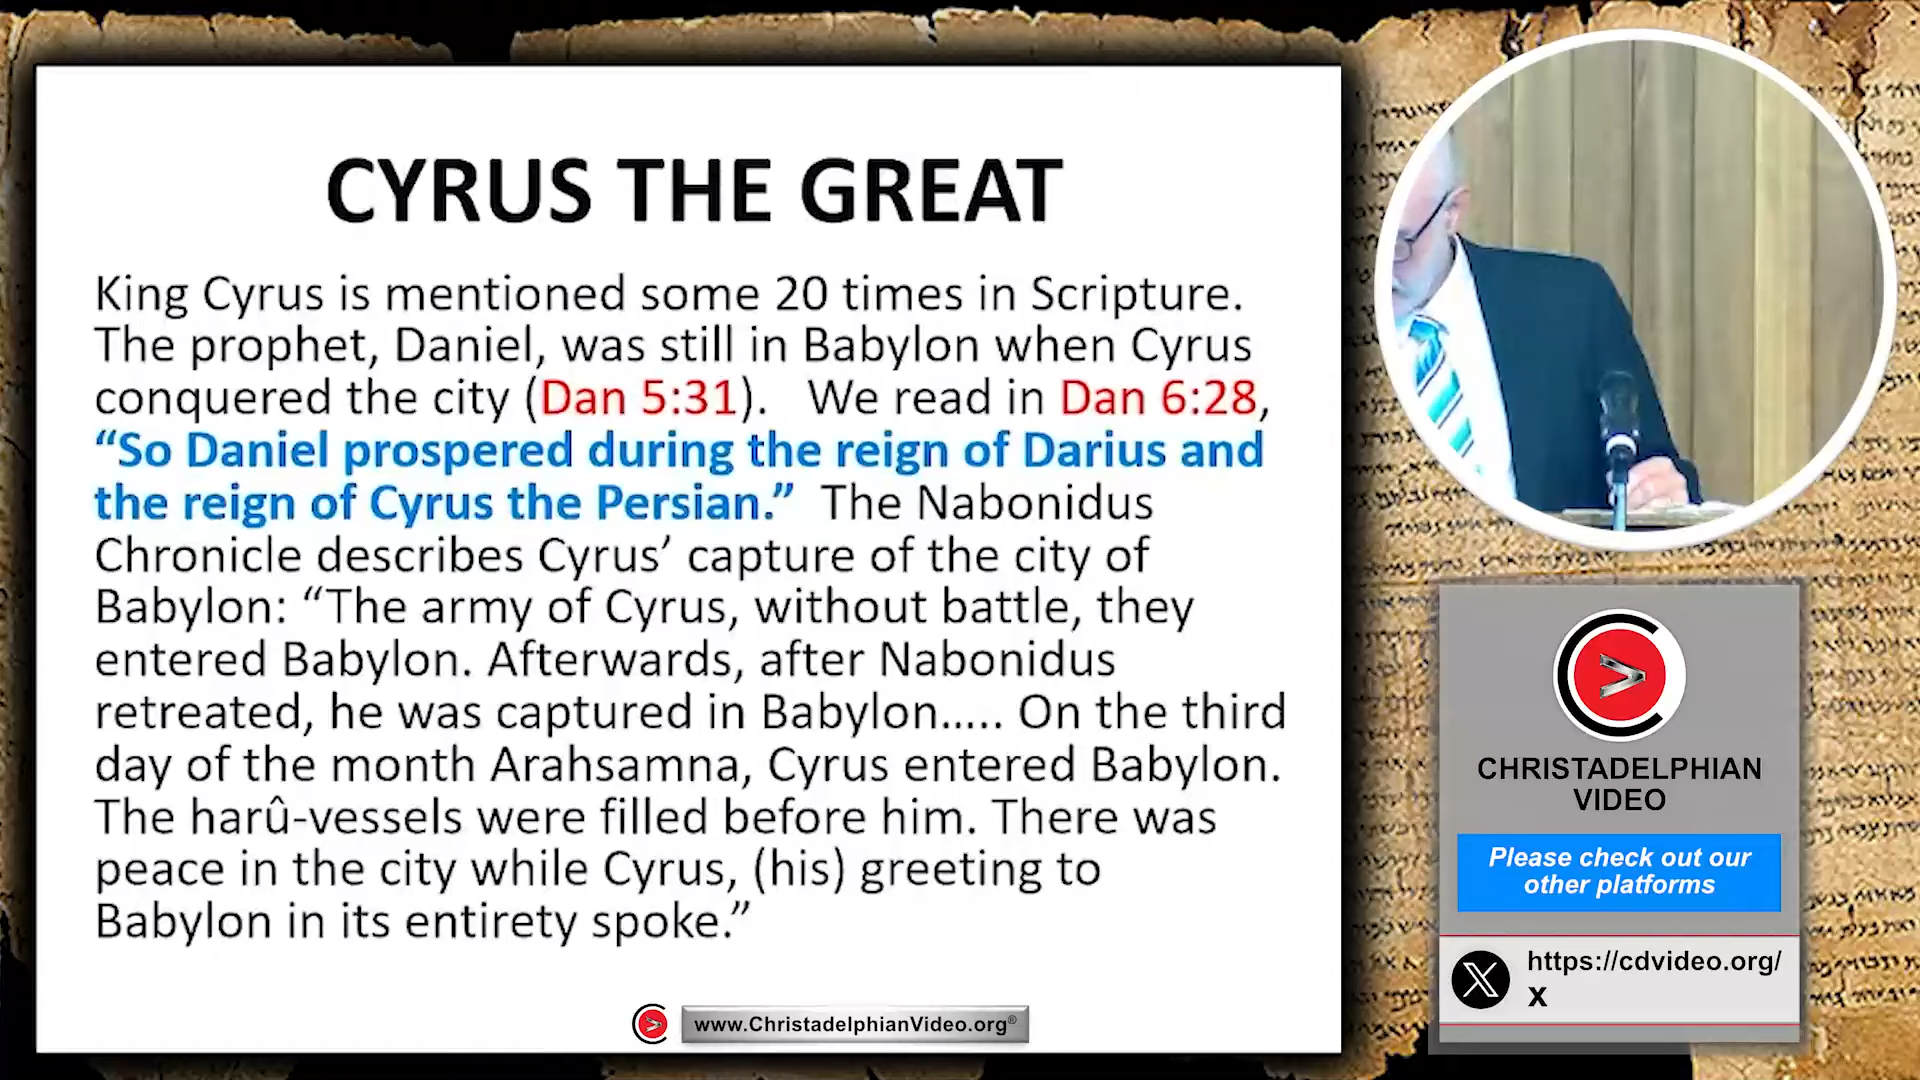 CYRUS THE GREAT
King Cyrus is mentioned some 20 times in Scripture.
The prophet, Daniel, was still in Babylon when Cyrus
conquered the city (Dan 5:31). We read in Dan 6:28,
“So Daniel prospered during the reign of Darius and
the reign of Cyrus the Persian.” The Nabonidus
Chronicle describes Cyrus’ capture of the city of
Babylon: “The army of Cyrus, without battle, they
entered Babylon. Afterwards, after Nabonidus
retreated, he was captured in Babylon….. On the third
day of the month Arahsamna, Cyrus entered Babylon.
The harû-vessels were filled before him. There was
peace in the city while Cyrus, (his) greeting to
Babylon in its entirety spoke.”
www.ChristadelphianVideo.org®
CHRISTADELPHIAN
VIDEO
Please check out our
other platforms
https://cdvideo.org/
x